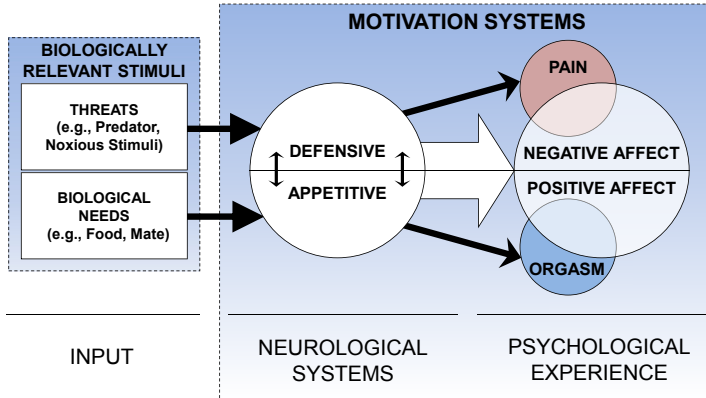 MOTIVATION SYSTEMS
BIOLOGICALLY
RELEVANT STIMULI
THREATS
(e.g., Predator,
Noxious Stimuli)
BIOLOGICAL
NEEDS
(e.g., Food, Mate)
DEFENSIVE
APPETITIVE
PAIN
NEGATIVE AFFECT
POSITIVE AFFECT
ORGASM
INPUT
NEUROLOGICAL
SYSTEMS
PSYCHOLOGICAL
EXPERIENCE